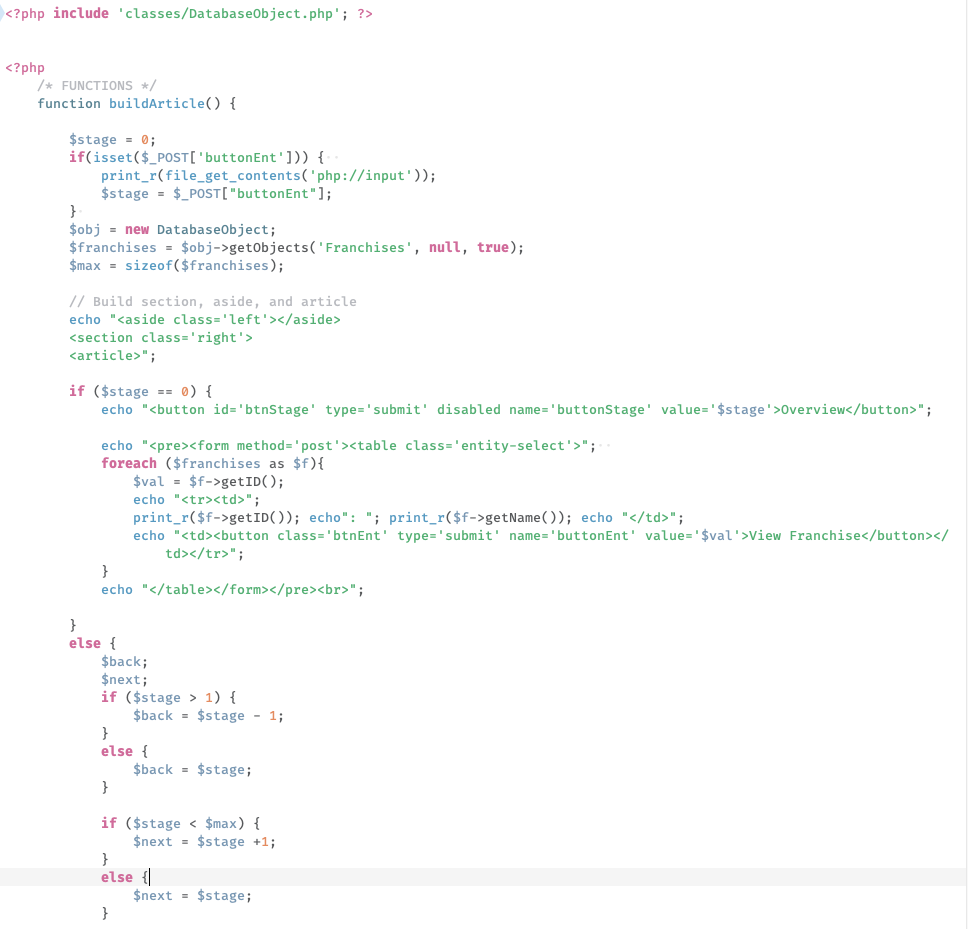 <?php include 'classes/DatabaseObject.php'; ?>
<?php
/* FUNCTIONS */
function buildArticle() {
$stage = 0;
if(isset($_POST['buttonEnt'])) {
print_r(file_get_contents('php://input'));
$stage = $_POST["buttonEnt"];
}
$obj = new DatabaseObject;
$franchises = $obj->getObjects('Franchises', null, true);
$max = sizeof($franchises);
// Build section, aside, and article
echo "<aside class='left'></aside>
<section class='right'>
<article>";
if ($stage == 0) {
echo "<button id='btnStage' type='submit' disabled name='buttonStage' value='$stage'>Overview</button>";
echo "<pre><form method='post'><table class='entity-select'>";
foreach ($franchises as $f){
$val = $f->getID();
echo "<tr><td>";
print_r($f->getID()); echo": "; print_r($f->getName()); echo "</td>";
echo "<td><button class='btnEnt' type='submit' name='buttonEnt' value='$val'>View Franchise</button></
td></tr>";
}
echo "</table></form></pre><br>";
}
else {
$back;
$next;
if ($stage > 1) {
$back = $stage - 1;
}
else {
$back = $stage;
}
if ($stage < $max) {
$next = $stage +1;
}
else {
$next = $stage;
}